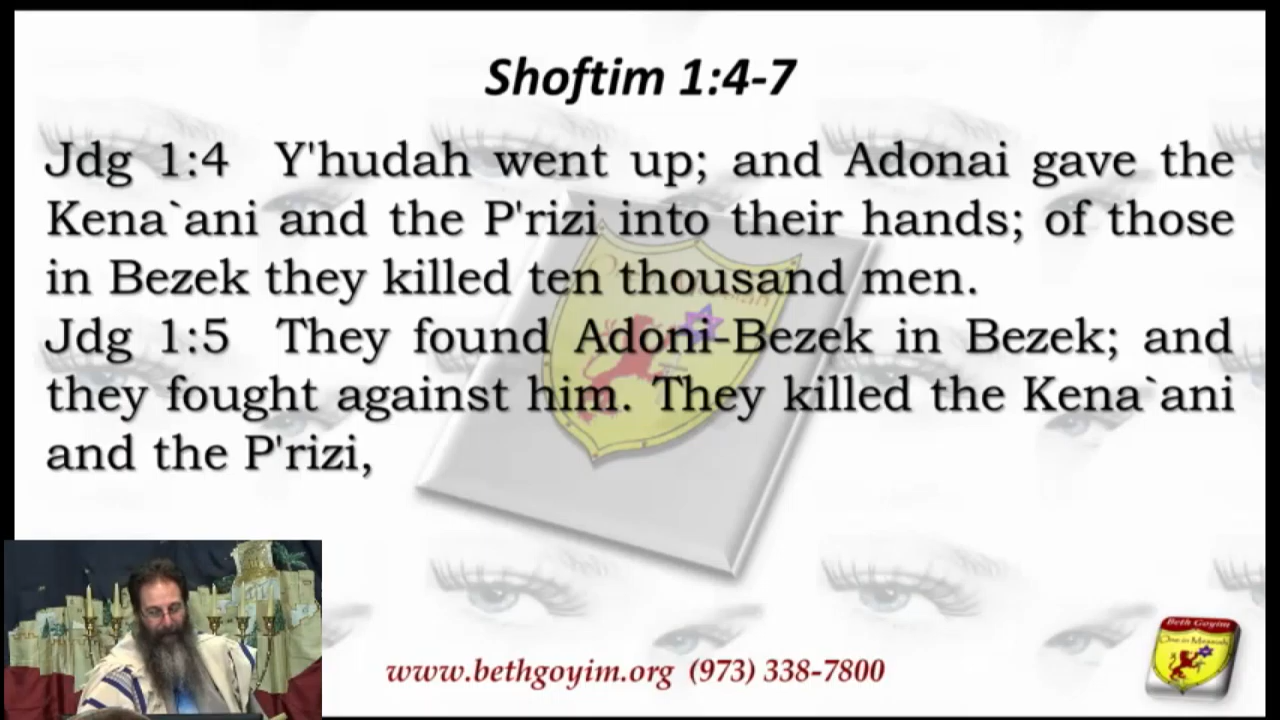 Shoftim 1:4-7
Jdg 1:4 Y'hudah went up; and Adonai gave the
Kena`ani and the P'rizi into their hands; of those
in Bezek they killed ten thousand men.
Jdg 1:5 They found Adoni-Bezek in Bezek; and
they fought against him. They killed the Kena`ani
and the P'rizi,
www.bethgoyim.org (973) 338-7800
Beth Goyim
One in Messiah